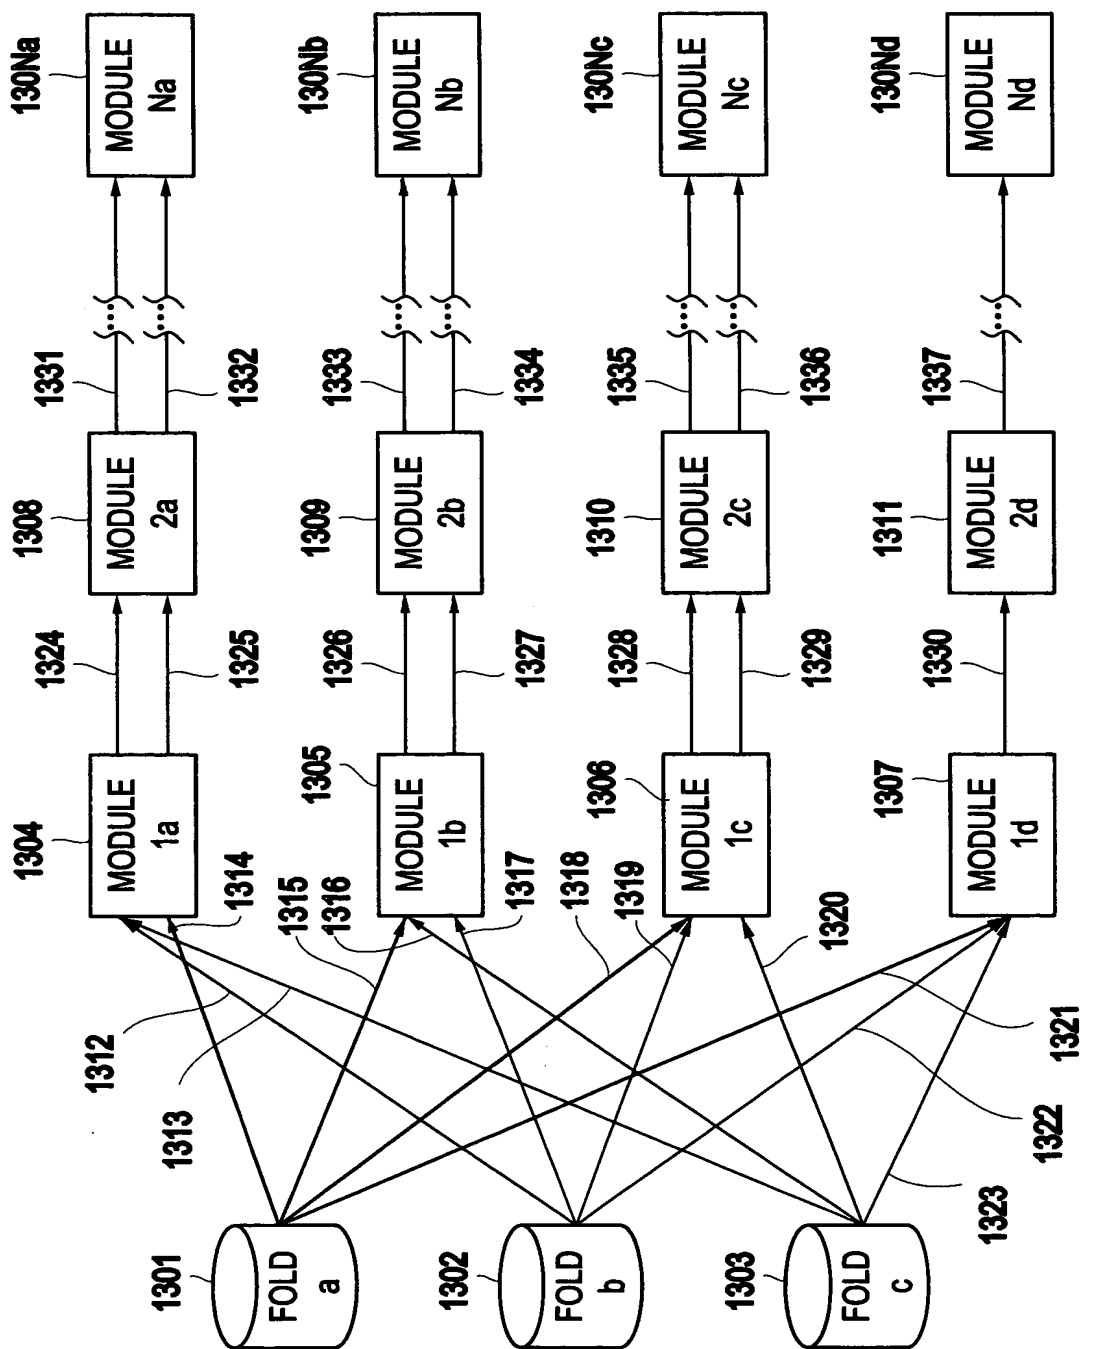 130Na
MODULE
Na
130Nb
MODULE
Nb
130Nc
MODULE
Nc
130Nd
MODULE
Nd
1331
1332
1333
1334
1335
1336
1337
1308
MODULE
2a
1309
MODULE
2b
1310
MODULE
2c
1311
MODULE
2d
1324
1325
1326
1327
1328
1329
1330
1304
MODULE
1a
1305
MODULE
1b
1306
MODULE
1c
1307
MODULE
1d
1312
1313
1314
1315
1316
1317
1318
1319
1320
1321
1322
1323
1301
FOLD
a
1302
FOLD
b
1303
FOLD
c